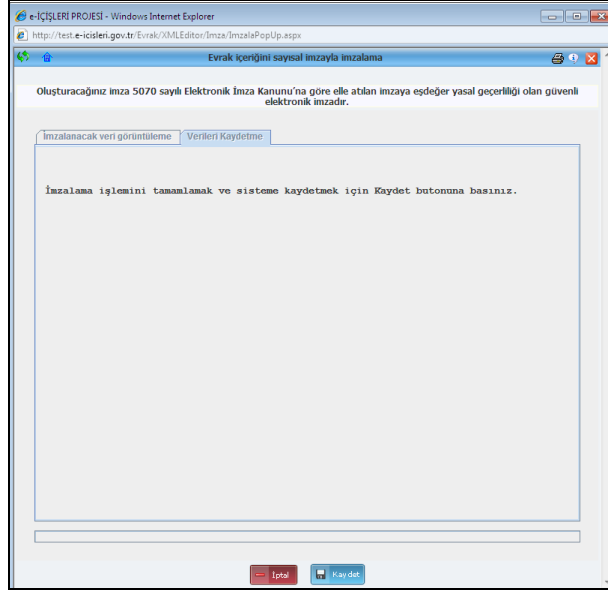 e-İÇİŞLERİ PROJESİ - Windows Internet Explorer
http://test.e-icisleri.gov.tr/Evrak/XMLEditor/Imza/ImzalaPopUp.aspx
Evrak içeriğini sayısal imzayla imzalama
Oluşturacağınız imza 5070 sayılı Elektronik İmza Kanunu'na göre elle atılan imzaya eşdeğer yasal geçerliliği olan güvenli
elektronik imzadır.
İmzalanacak veri görüntüleme Verileri Kaydetme
İmzalama işlemini tamamlamak ve sisteme kaydetmek için Kaydet butonuna basınız.
İptal Kaydet